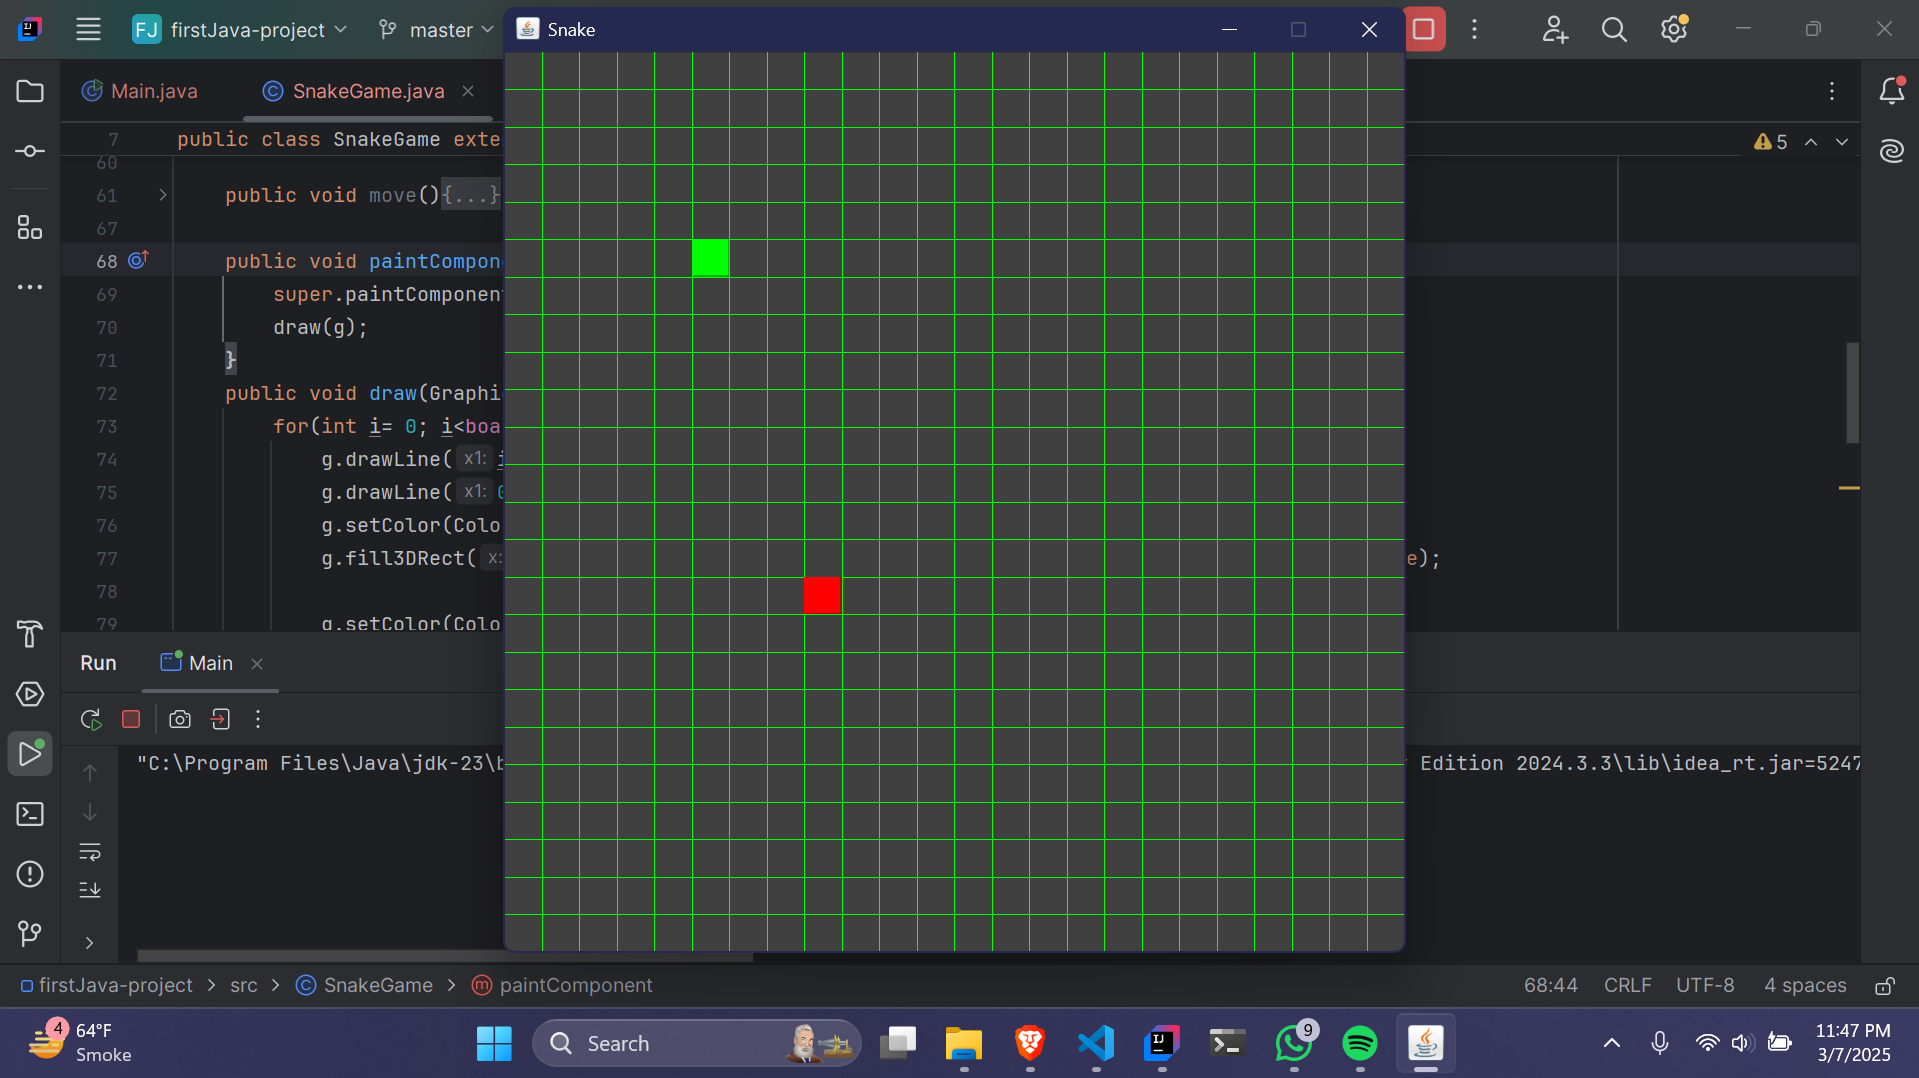 FJ firstJava-project master
Snake
Main.java SnakeGame.java
5
7 public class SnakeGame exte
60
61 public void move(){...}
67
68 public void paintCompon
69 super.paintComponent
70 draw(g);
71 }
72 public void draw(Graphi
73 for(int i= 0; i<boa
74 g.drawLine( x1: i
75 g.drawLine( x1: 0
76 g.setColor(Colo
77 g.fill3DRect( x: e);
78
79 g.setColor(Colo
Run Main
"C:\Program Files\Java\jdk-23\b Edition 2024.3.3\lib\idea_rt.jar=5247
firstJava-project > src > SnakeGame > paintComponent
68:44 CRLF UTF-8 4 spaces
4 64°F
Smoke
Search
9
11:47 PM
3/7/2025